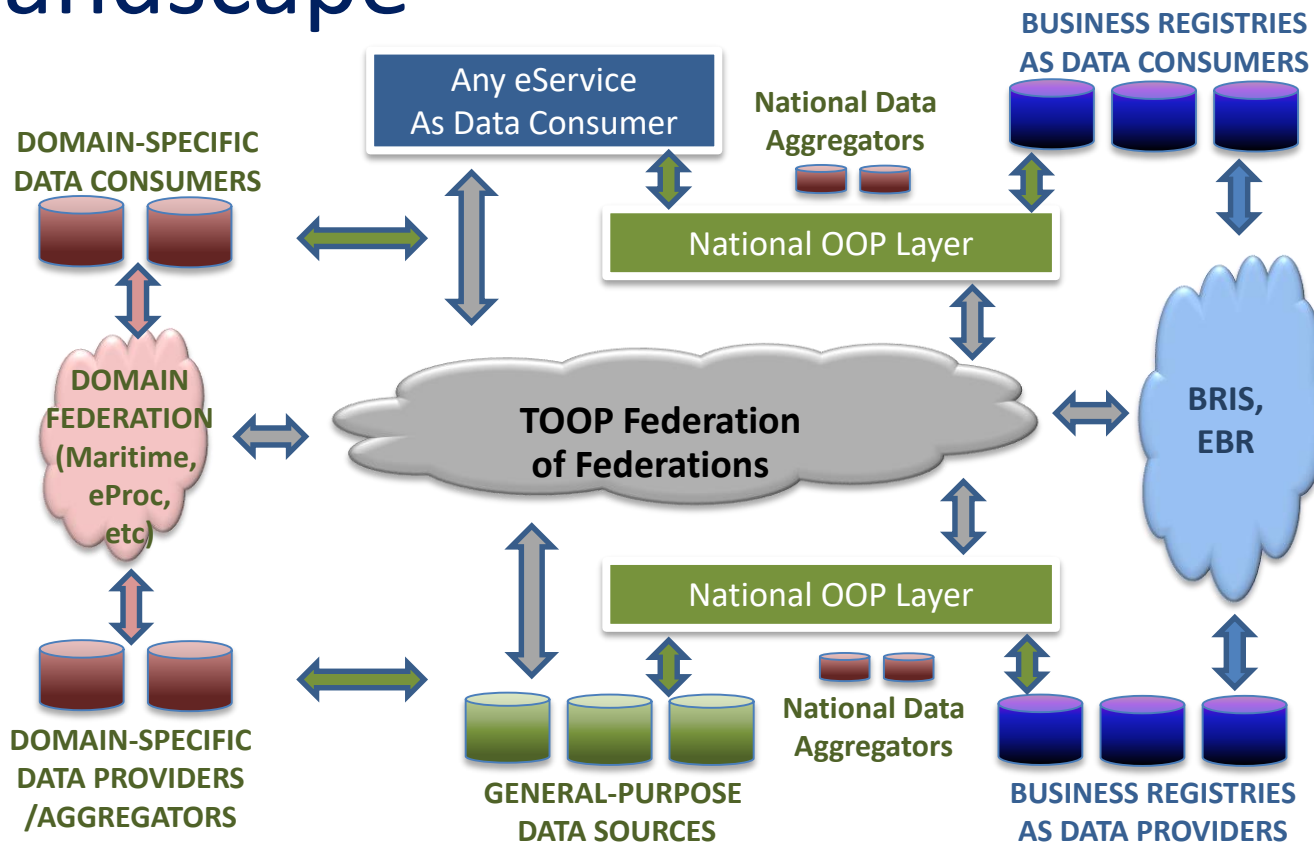 andscape
BUSINESS REGISTRIES
AS DATA CONSUMERS
Any eService
As Data Consumer
National Data
Aggregators
DOMAIN-SPECIFIC
DATA CONSUMERS
National OOP Layer
DOMAIN
FEDERATION
(Maritime,
eProc,
etc)
TOOP Federation
of Federations
BRIS,
EBR
National OOP Layer
DOMAIN-SPECIFIC
DATA PROVIDERS
/AGGREGATORS
GENERAL-PURPOSE
DATA SOURCES
National Data
Aggregators
BUSINESS REGISTRIES
AS DATA PROVIDERS